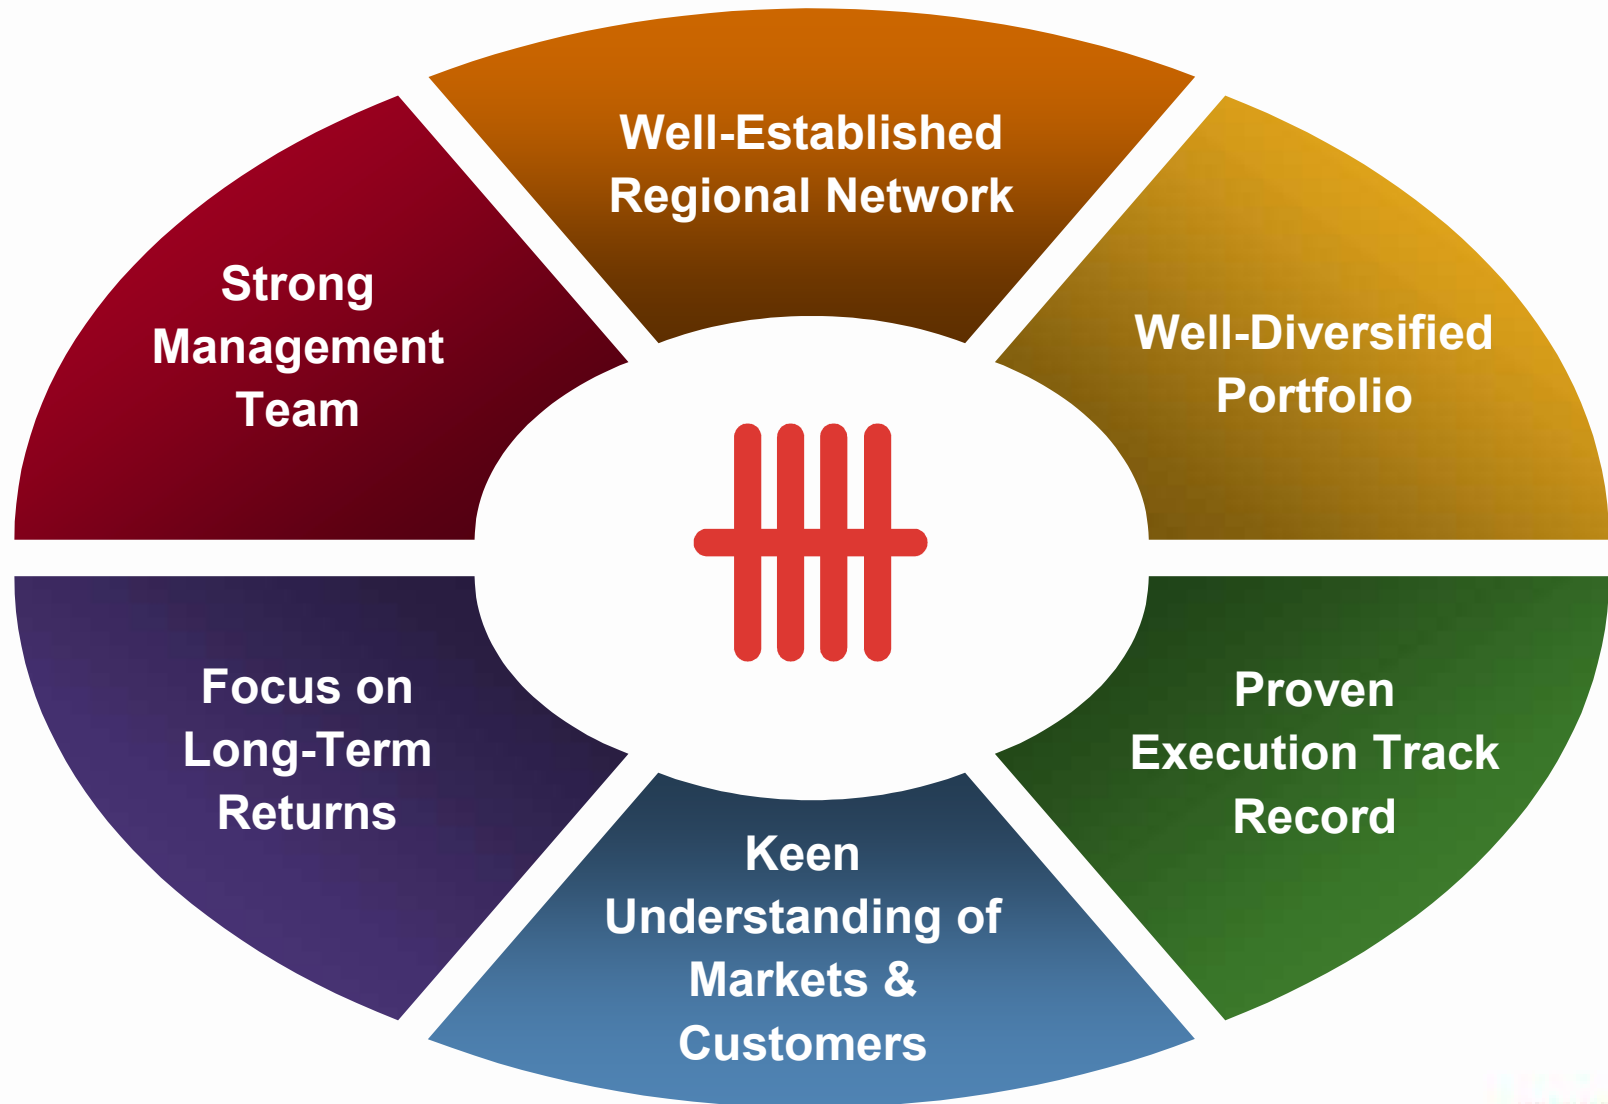 Well-Established
Regional Network
Well-Diversified
Portfolio
Proven
Execution Track
Record
Keen
Understanding of
Markets &
Customers
Focus on
Long-Term
Returns
Strong
Management
Team